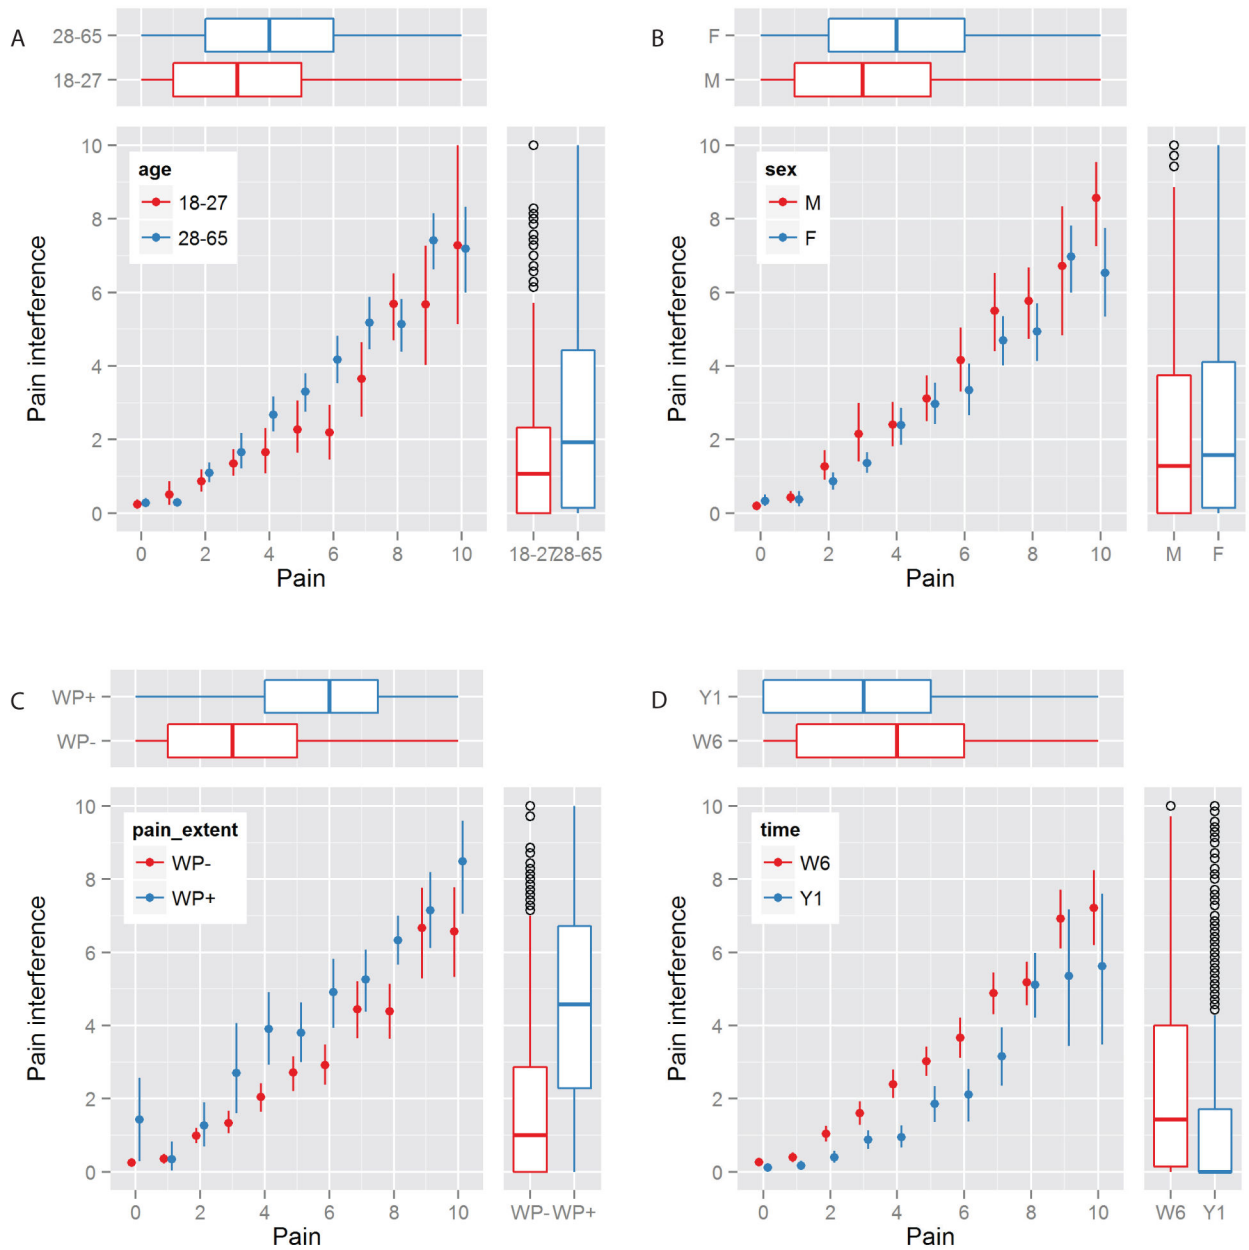 A
28-65
18-27
10
8
6
4
2
0
Pain interference
age
18-27
28-65
0 2 4 6 8 10
Pain
18-27 28-65
B
F
M
10
8
6
4
2
0
Pain interference
sex
M
F
0 2 4 6 8 10
Pain
M F
C
WP+
WP-
10
8
6
4
2
0
Pain interference
pain_extent
WP-
WP+
0 2 4 6 8 10
Pain
WP- WP+
D
Y1
W6
10
8
6
4
2
0
Pain interference
time
W6
Y1
0 2 4 6 8 10
Pain
W6 Y1